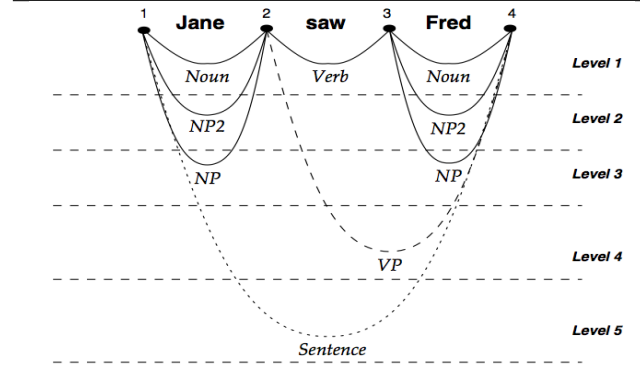 1 Jane 2 saw 3 Fred 4
Noun Verb Noun Level 1
NP2 NP2 Level 2
NP NP Level 3
VP Level 4
Sentence Level 5